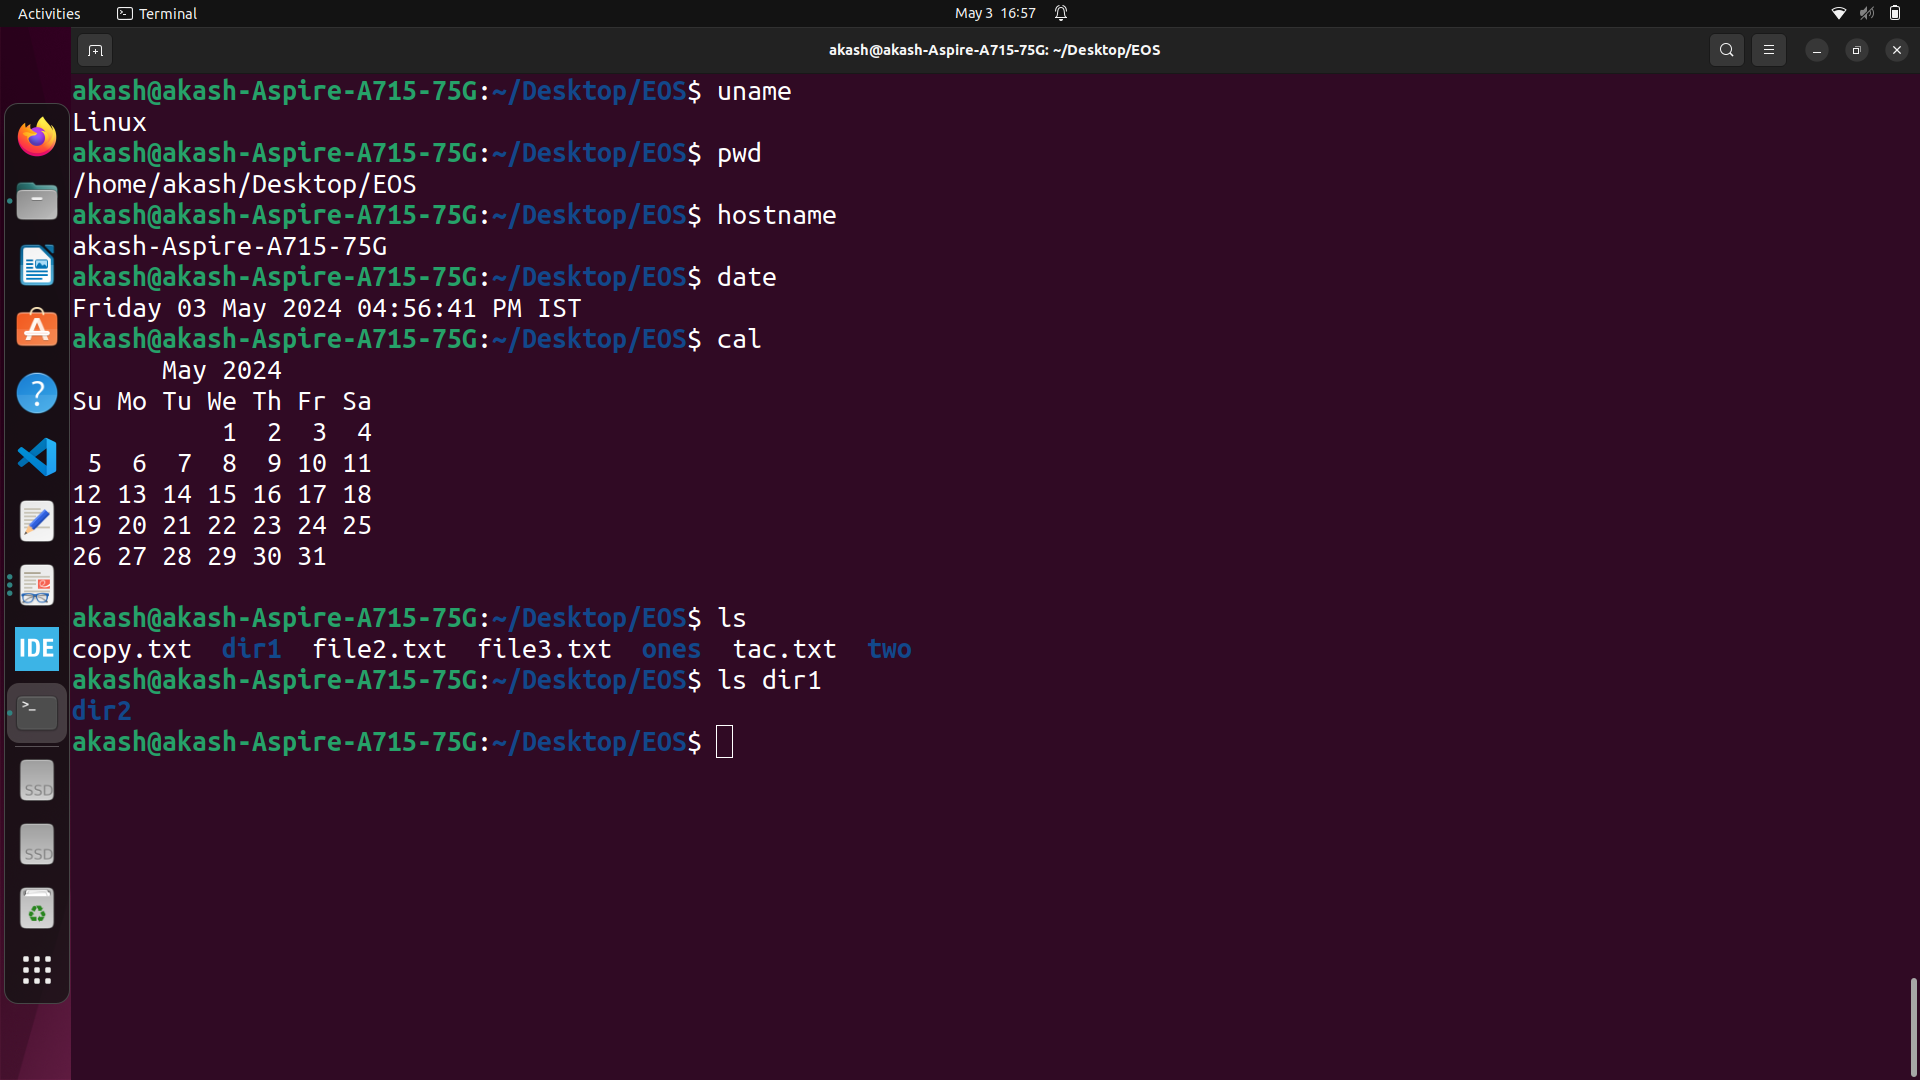 Activities Terminal May 3 16:57
akash@akash-Aspire-A715-75G: ~/Desktop/EOS
akash@akash-Aspire-A715-75G:~/Desktop/EOS$ uname
Linux
akash@akash-Aspire-A715-75G:~/Desktop/EOS$ pwd
/home/akash/Desktop/EOS
akash@akash-Aspire-A715-75G:~/Desktop/EOS$ hostname
akash-Aspire-A715-75G
akash@akash-Aspire-A715-75G:~/Desktop/EOS$ date
Friday 03 May 2024 04:56:41 PM IST
akash@akash-Aspire-A715-75G:~/Desktop/EOS$ cal
      May 2024
Su Mo Tu We Th Fr Sa
          1  2  3  4
 5  6  7  8  9 10 11
12 13 14 15 16 17 18
19 20 21 22 23 24 25
26 27 28 29 30 31
akash@akash-Aspire-A715-75G:~/Desktop/EOS$ ls
copy.txt  dir1  file2.txt  file3.txt  ones  tac.txt  two
akash@akash-Aspire-A715-75G:~/Desktop/EOS$ ls dir1
dir2
akash@akash-Aspire-A715-75G:~/Desktop/EOS$
IDE
SSD
SSD